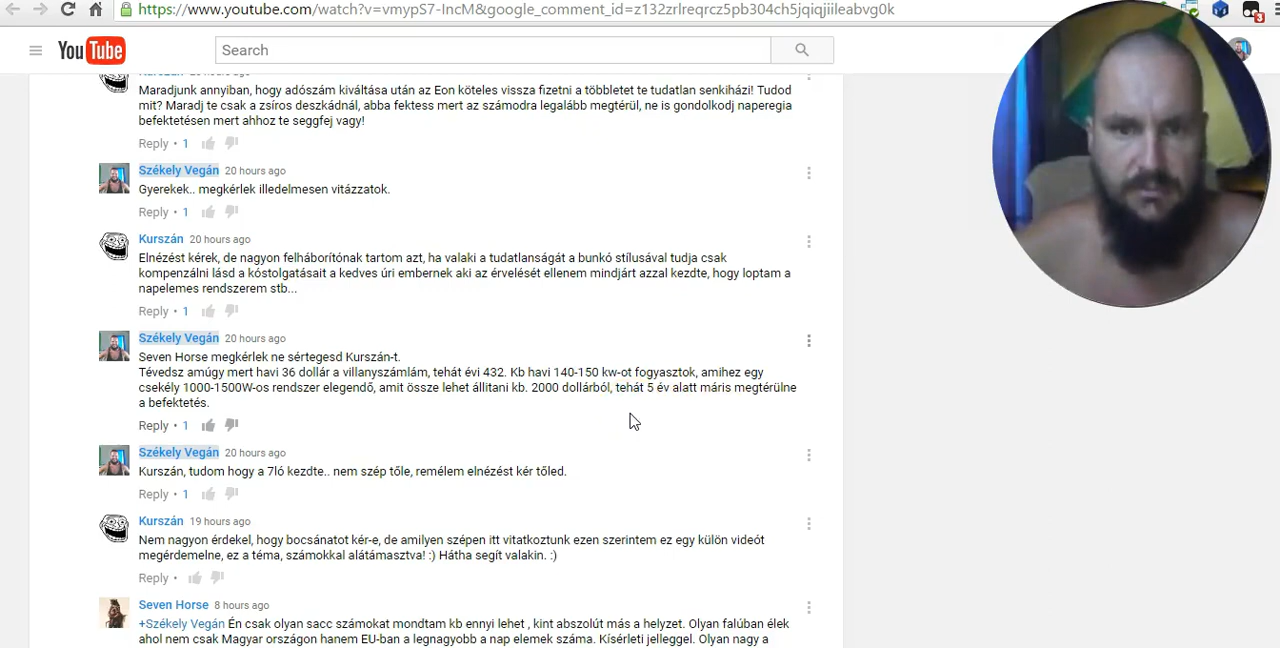 https://www.youtube.com/watch?v=vmypS7-IncM&google_comment_id=z132zrlreqrcz5pb304ch5jqiqjiileabvg0k
3
YouTube
Search
Kurszán 20 hours ago
Maradjunk annyiban, hogy adószám kiváltása után az Eon köteles vissza fizetni a többletet te tudatlan senkiházi! Tudod
mit? Maradj te csak a zsíros deszkádnál, abba fektess mert az számodra legalább megtérül, ne is gondolkodj naperegia
befektetésen mert ahhoz te seggfej vagy!
Reply • 1
Székely Vegán 20 hours ago
Gyerekek.. megkérlek illedelmesen vitázzatok.
Reply • 1
Kurszán 20 hours ago
Elnézést kérek, de nagyon felháborítónak tartom azt, ha valaki a tudatlanságát a bunkó stílusával tudja csak
kompenzálni lásd a kóstolgatásait a kedves úri embernek aki az érvelését ellenem mindjárt azzal kezdte, hogy loptam a
napelemes rendszerem stb...
Reply • 1
Székely Vegán 20 hours ago
Seven Horse megkérlek ne sértegesd Kurszán-t.
Tévedsz amúgy mert havi 36 dollár a villanyszámlám, tehát évi 432. Kb havi 140-150 kw-ot fogyasztok, amihez egy
csekély 1000-1500W-os rendszer elegendő, amit össze lehet állitani kb. 2000 dollárból, tehát 5 év alatt máris megtérülne
a befektetés.
Reply • 1
Székely Vegán 20 hours ago
Kurszán, tudom hogy a 7ló kezdte.. nem szép tőle, remélem elnézést kér tőled.
Reply • 1
Kurszán 19 hours ago
Nem nagyon érdekel, hogy bocsánatot kér-e, de amilyen szépen itt vitatkoztunk ezen szerintem ez egy külön videót
megérdemelne, ez a téma, számokkal alátámasztva! :) Hátha segít valakin. :)
Reply •
Seven Horse 8 hours ago
+Székely Vegán Én csak olyan sacc számokat mondtam kb ennyi lehet , kint abszolút más a helyzet. Olyan falúban élek
ahol nem csak Magyar országon hanem EU-ban a legnagyobb a nap elemek száma. Kísérleti jelleggel. Olyan nagy a